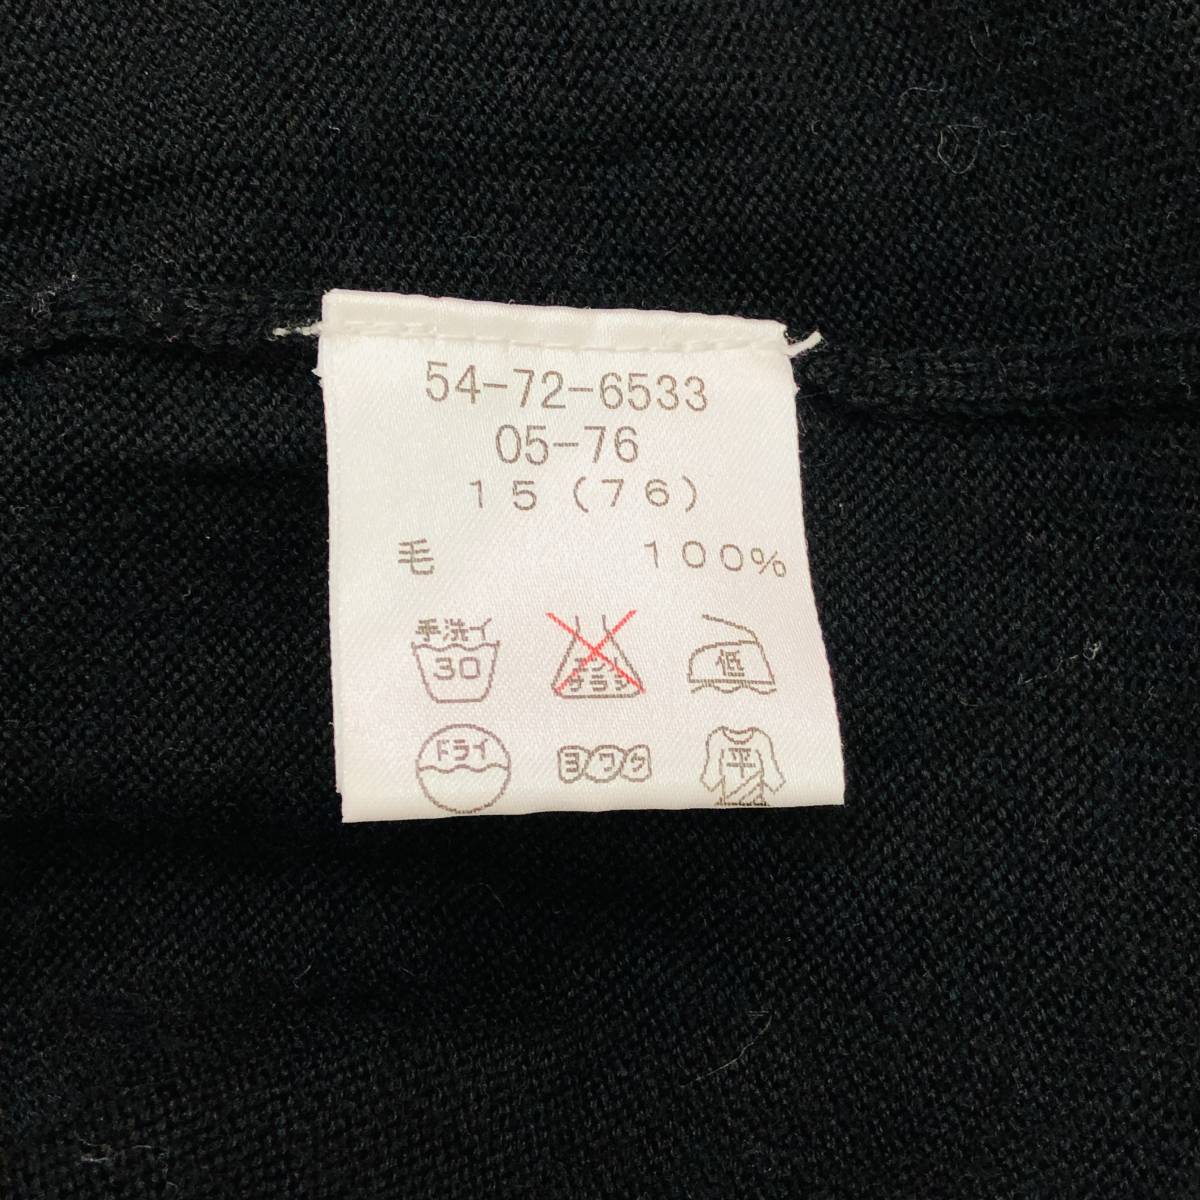 54-72-6533
05-76
15(76)
毛 100%
手洗イ
30
エンソ
サラシ
低
ドライ
ヨワク
平